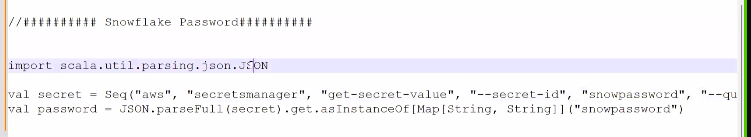 //########## Snowflake Password##########
import scala.util.parsing.json.JSON
val secret = Seq("aws", "secretsmanager", "get-secret-value", "--secret-id", "snowpassword", "--qu
val password = JSON.parseFull(secret).get.asInstanceOf[Map[String, String]]("snowpassword")